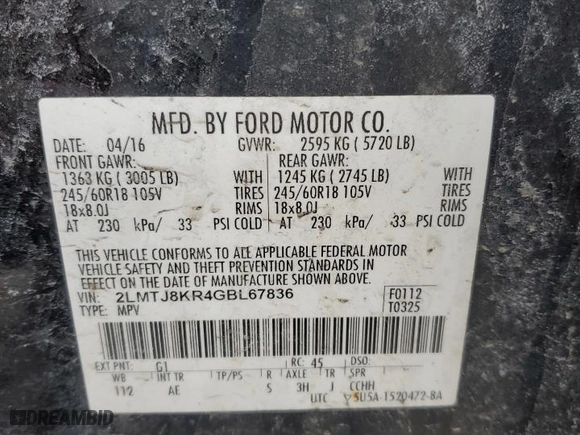 MFD. BY FORD MOTOR CO.
DATE: 04/16 GVWR: 2595 KG ( 5720 LB)
FRONT GAWR: REAR GAWR:
1363 KG ( 3005 LB) WITH 1245 KG ( 2745 LB) WITH
245/60R18 105V TIRES 245/60R18 105V TIRES
18x8.0J RIMS 18x8.0J RIMS
AT 230 kPa/ 33 PSI COLD AT 230 kPa/ 33 PSI COLD
THIS VEHICLE CONFORMS TO ALL APPLICABLE FEDERAL MOTOR
VEHICLE SAFETY AND THEFT PREVENTION STANDARDS IN
EFFECT ON THE DATE OF MANUFACTURE SHOWN ABOVE.
VIN: 2LMTJ8KR4GBL67836 F0112
TYPE: MPV T0325
EXT PNT: G1 RC: 45 DSO:
WB INT TR TP/PS R AXLE TR SPR
112 AE 5 3H J CCHH
UTC 5U5A-1520472-BA
DREAMBID